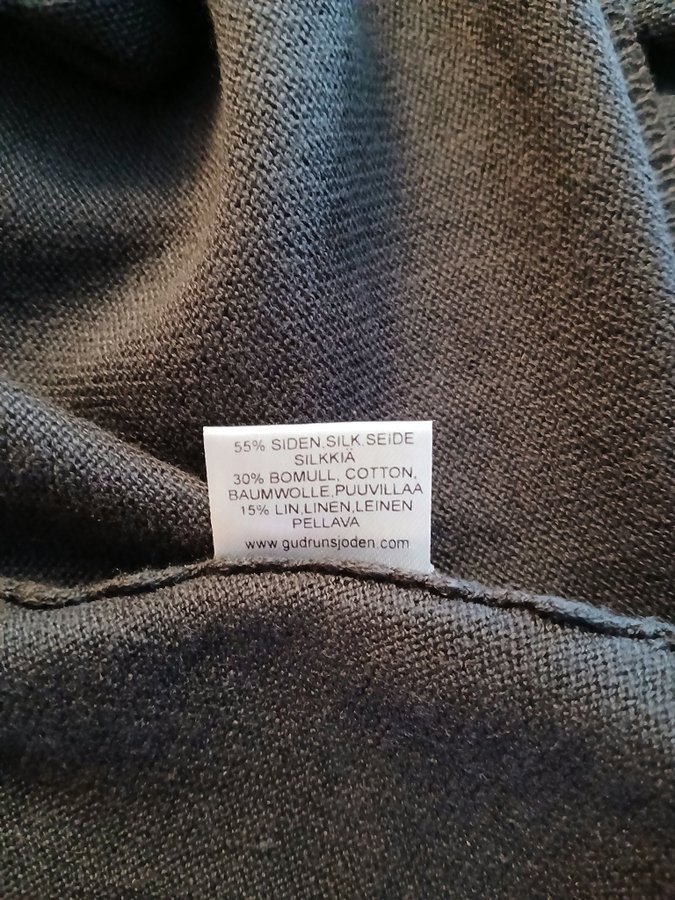 55% SIDEN,SILK,SEIDE
SILKKIÄ
30% BOMULL, COTTON,
BAUMWOLLE,PUUVILLAA
15% LIN,LINEN,LEINEN
PELLAVA
www.gudrunsjoden.com